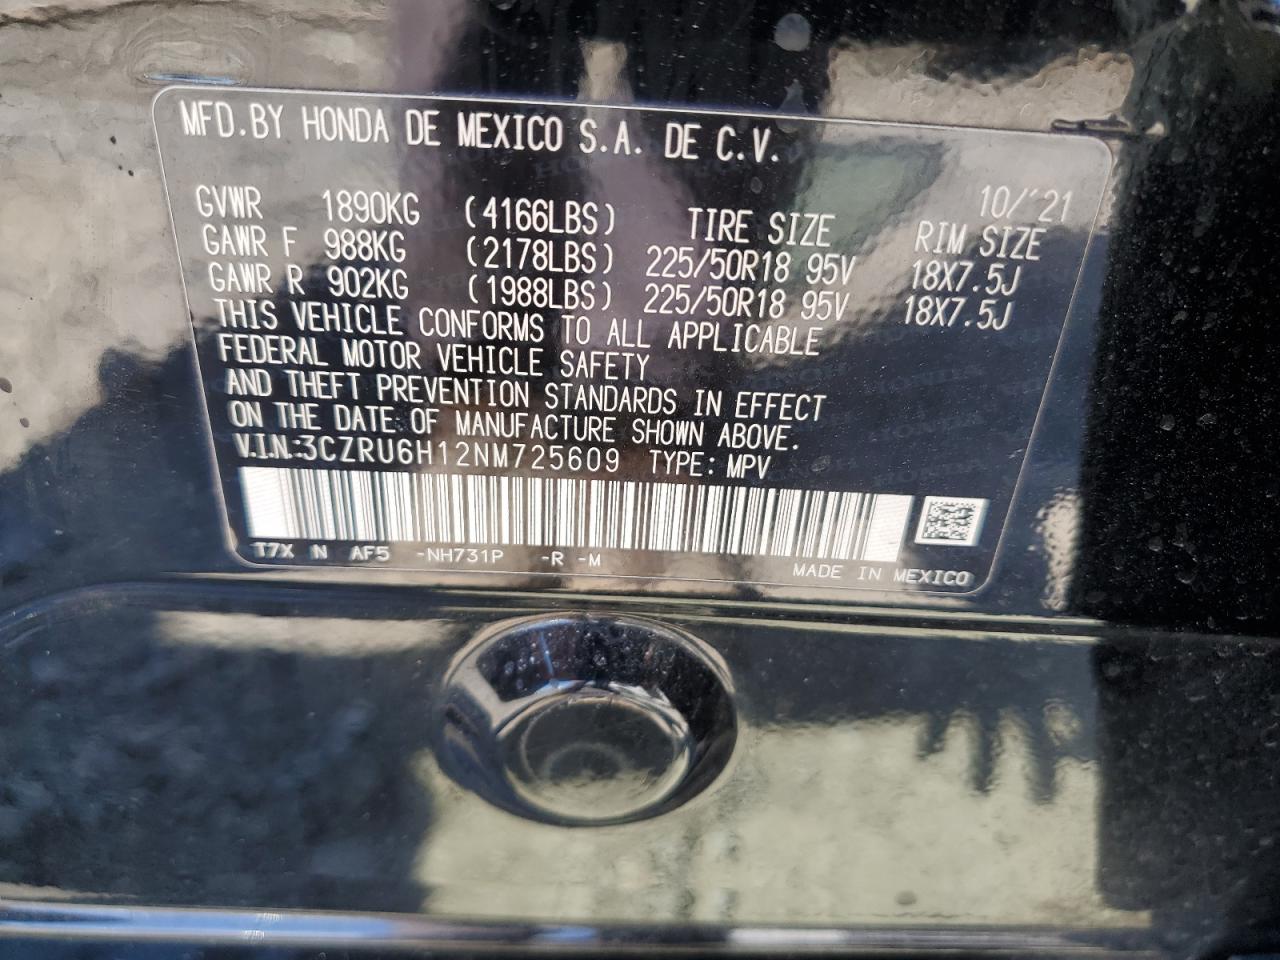 MFD.BY HONDA DE MEXICO S.A. DE C.V.
10/'21
GVWR 1890KG (4166LBS) TIRE SIZE RIM SIZE
GAWR F 988KG (2178LBS) 225/50R18 95V 18X7.5J
GAWR R 902KG (1988LBS) 225/50R18 95V 18X7.5J
THIS VEHICLE CONFORMS TO ALL APPLICABLE
FEDERAL MOTOR VEHICLE SAFETY
AND THEFT PREVENTION STANDARDS IN EFFECT
ON THE DATE OF MANUFACTURE SHOWN ABOVE.
V.I.N.:3CZRU6H12NM725609 TYPE: MPV
T7X N AF5 -NH731P -R -M
MADE IN MEXICO